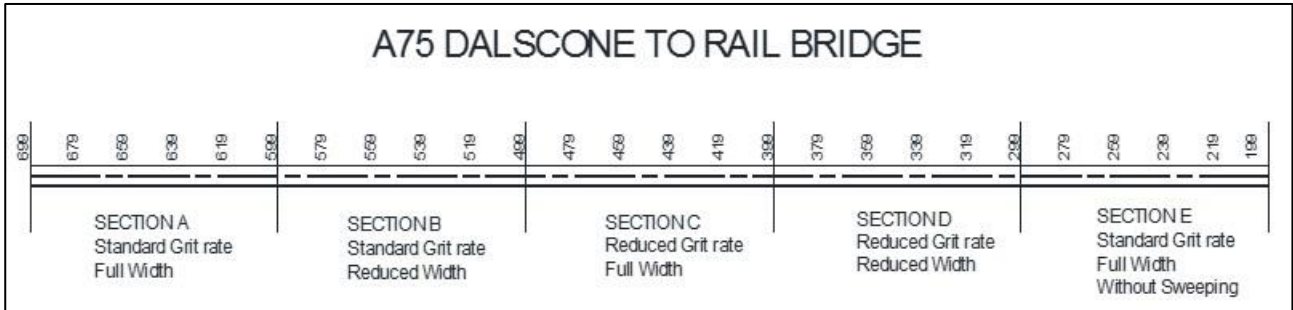 A75 DALSCONE TO RAIL BRIDGE
699 679 659 639 619 599 579 559 539 519 499 479 459 439 419 399 379 359 339 319 299 279 259 239 219 199
SECTION A
Standard Grit rate
Full Width
SECTION B
Standard Grit rate
Reduced Width
SECTION C
Reduced Grit rate
Full Width
SECTION D
Reduced Grit rate
Reduced Width
SECTION E
Standard Grit rate
Full Width
Without Sweeping